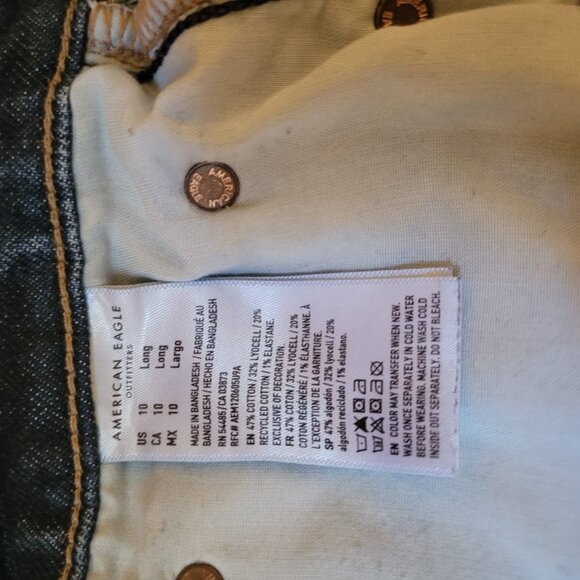 AMERICAN EAGLE
OUTFITTERS
US 10 Long
CA 10 Long
MX 10 Largo
MADE IN BANGLADESH / FABRIQUÉ AU
BANGLADESH / HECHO EN BANGLADESH
RN 54485/CA 03873
RFC# AEM120605UPA
EN 47% COTTON / 32% LYOCELL / 20%
RECYCLED COTTON / 1% ELASTANE.
EXCLUSIVE OF DECORATION.
FR 47% COTON / 32% LYOCELL / 20%
COTON RÉGÉNÉRÉ / 1% ÉLASTHANNE. À
L'EXCEPTION DE LA GARNITURE.
SP 47% algodón / 32% lyocell / 20%
algodón reciclado / 1% elastano.
EN COLOR MAY TRANSFER WHEN NEW.
WASH ONCE SEPARATELY IN COLD WATER
BEFORE WEARING. MACHINE WASH COLD
INSIDE OUT SEPARATELY. DO NOT BLEACH.
AMERICAN EAGLE